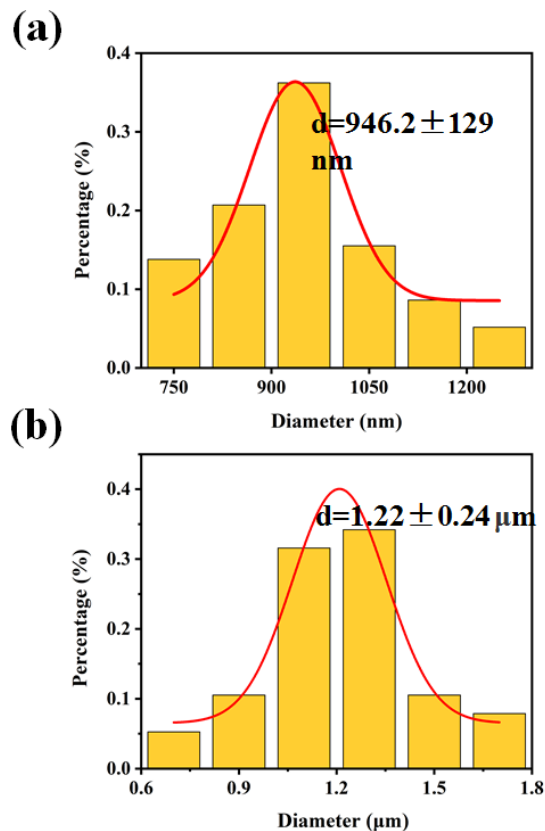 (a)
0.4
0.3
0.2
0.1
0.0
Percentage (%)
d=946.2±129
nm
750 900 1050 1200
Diameter (nm)
(b)
0.4
0.3
0.2
0.1
0.0
Percentage (%)
d=1.22±0.24 μm
0.6 0.9 1.2 1.5 1.8
Diameter (μm)